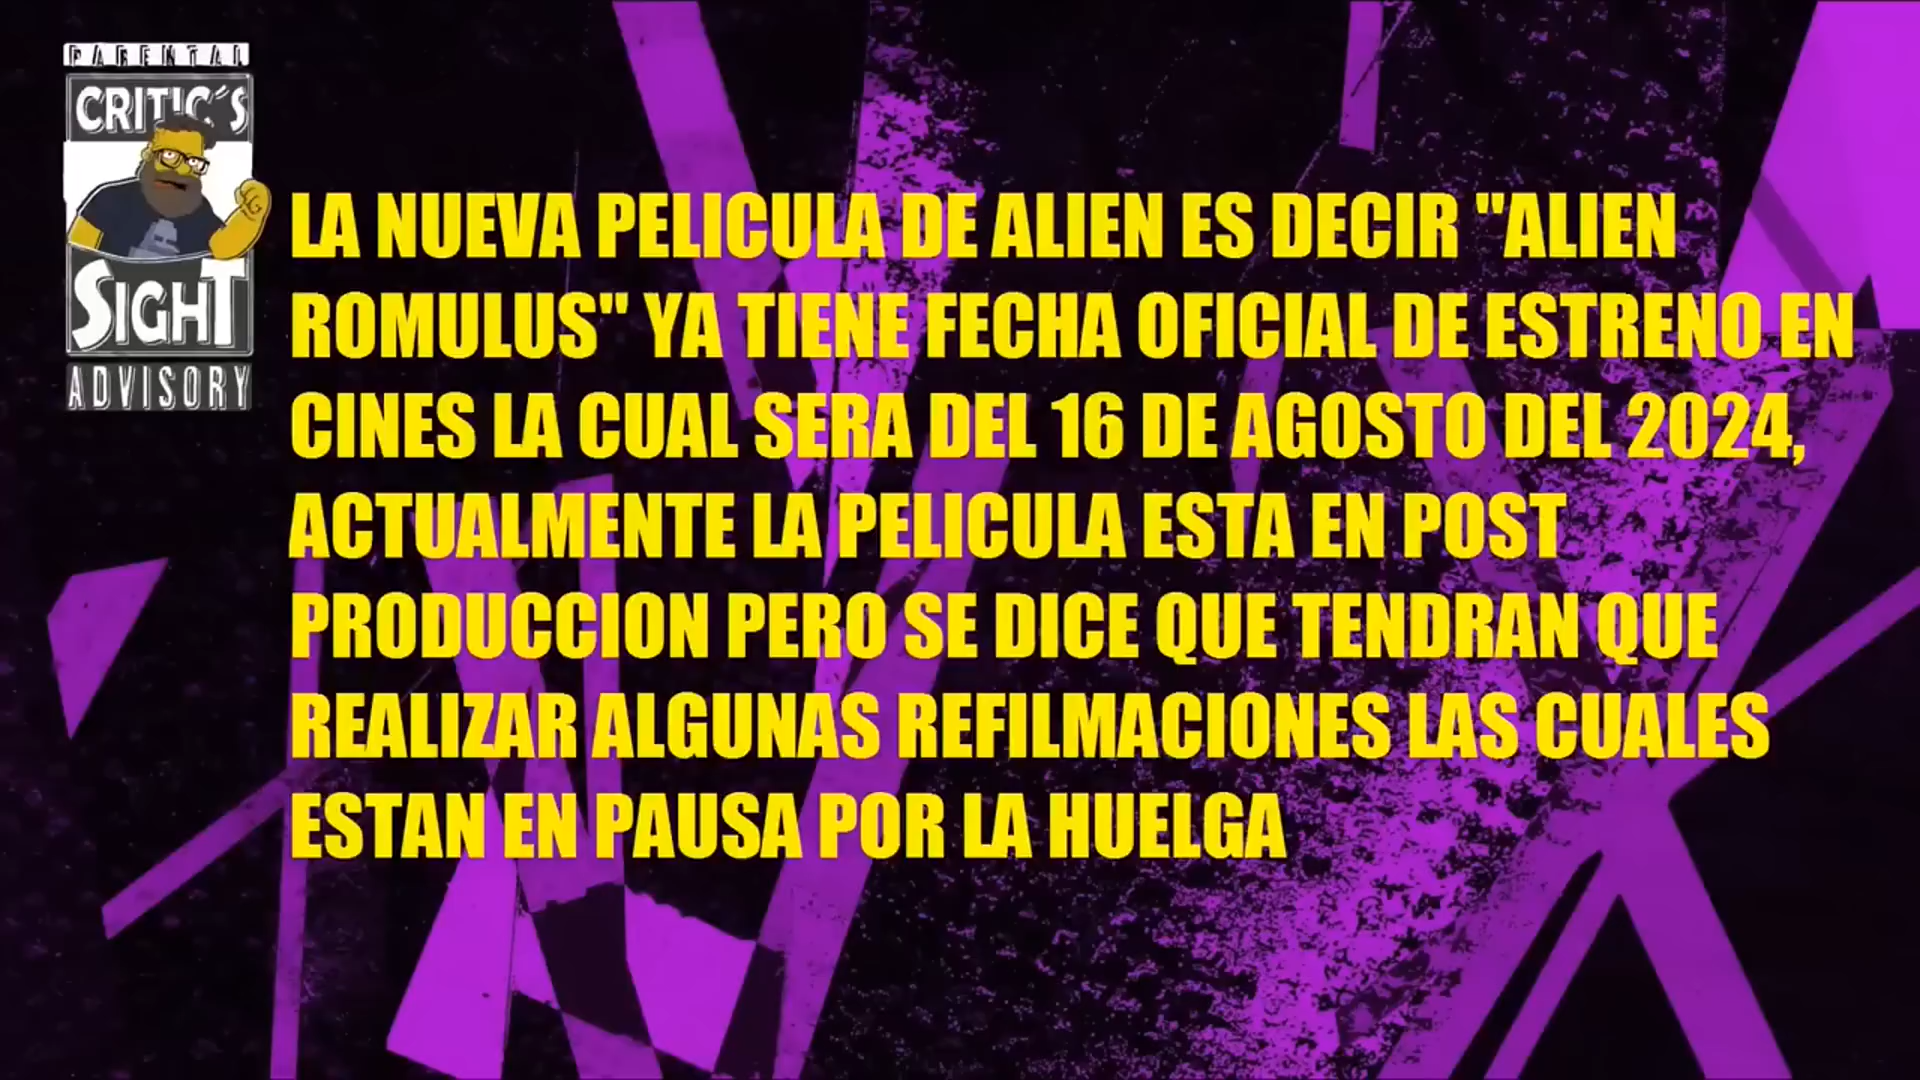 PARENTAL
CRITIC´S
SIGHT
ADVISORY
LA NUEVA PELICULA DE ALIEN ES DECIR "ALIEN
ROMULUS" YA TIENE FECHA OFICIAL DE ESTRENO EN
CINES LA CUAL SERA DEL 16 DE AGOSTO DEL 2024,
ACTUALMENTE LA PELICULA ESTA EN POST
PRODUCCION PERO SE DICE QUE TENDRAN QUE
REALIZAR ALGUNAS REFILMACIONES LAS CUALES
ESTAN EN PAUSA POR LA HUELGA